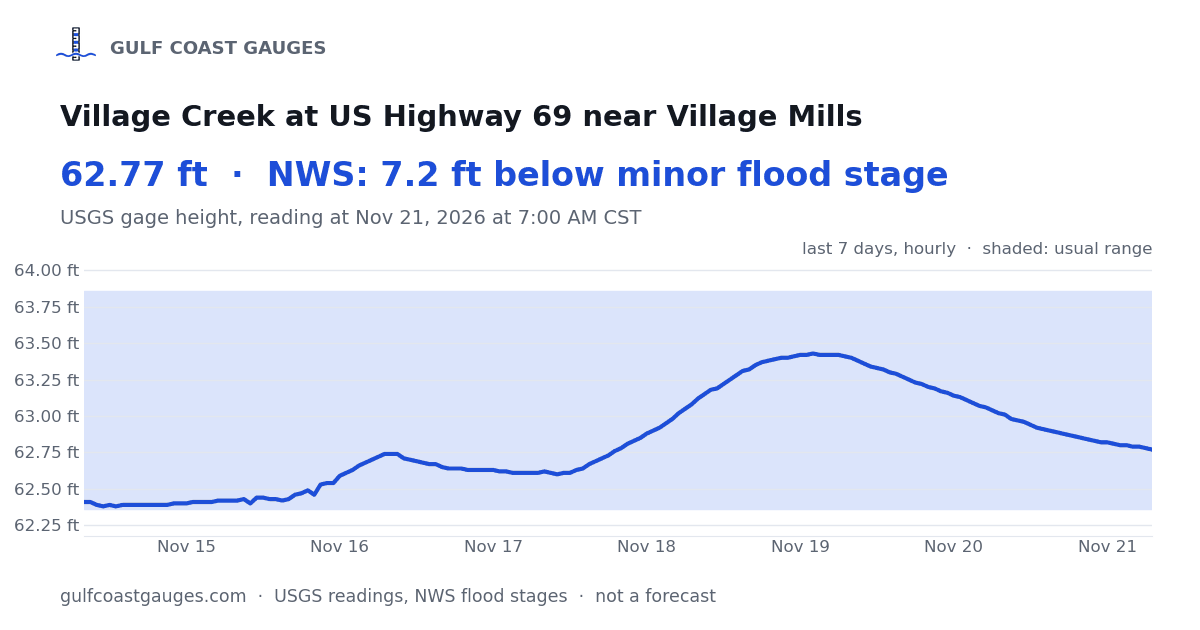 GULF COAST GAUGES
Village Creek at US Highway 69 near Village Mills
62.77 ft · NWS: 7.2 ft below minor flood stage
USGS gage height, reading at Nov 21, 2026 at 7:00 AM CST
last 7 days, hourly · shaded: usual range
64.00 ft
63.75 ft
63.50 ft
63.25 ft
63.00 ft
62.75 ft
62.50 ft
62.25 ft
Nov 15 Nov 16 Nov 17 Nov 18 Nov 19 Nov 20 Nov 21
gulfcoastgauges.com · USGS readings, NWS flood stages · not a forecast